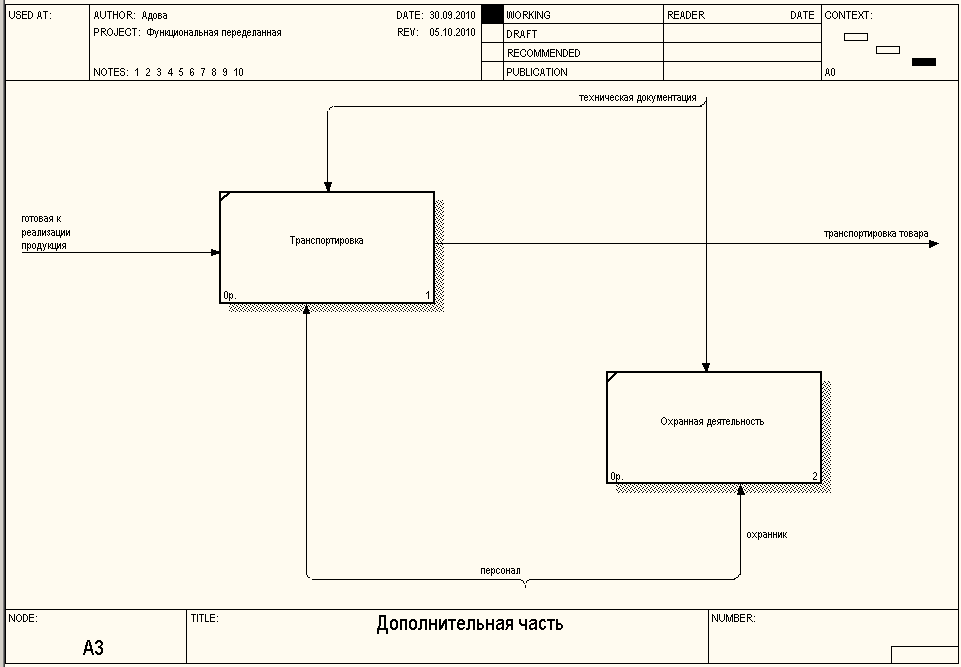 USED AT:
AUTHOR: Адова
DATE: 30.09.2010
WORKING
READER
DATE
CONTEXT:
PROJECT: Функциональная переделанная
REV: 05.10.2010
DRAFT
RECOMMENDED
NOTES: 1 2 3 4 5 6 7 8 9 10
PUBLICATION
A0
техническая документация
готовая к
реализации
продукция
Транспортировка
0р.
1
транспортировка товара
Охранная деятельность
0р.
2
охранник
персонал
NODE:
TITLE:
Дополнительная часть
NUMBER:
A3